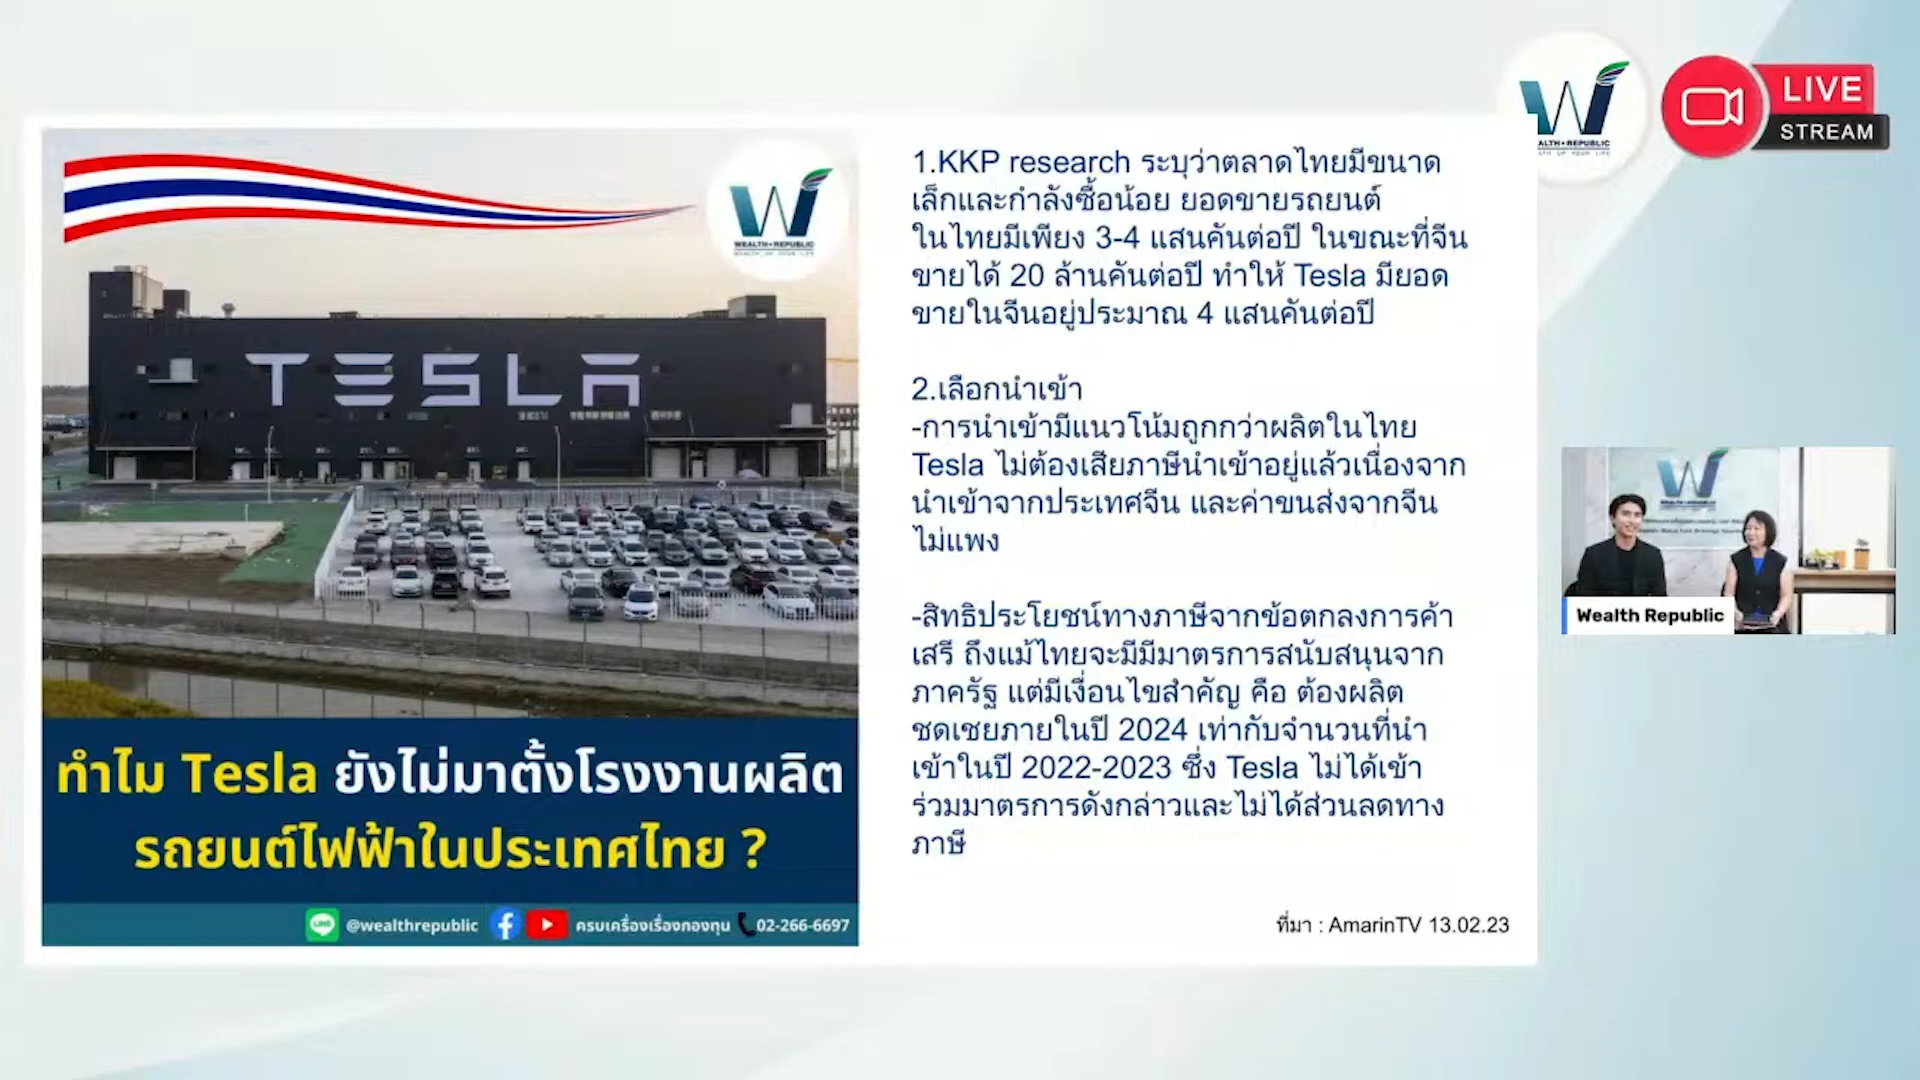 LIVE
STREAM
W
WEALTH+REPUBLIC
1.KKP research ระบุว่าตลาดไทยมีขนาด
เล็กและกำลังซื้อน้อย ยอดขายรถยนต์
ในไทยมีเพียง 3-4 แสนคันต่อปี ในขณะที่จีน
ขายได้ 20 ล้านคันต่อปี ทำให้ Tesla มียอด
ขายในจีนอยู่ประมาณ 4 แสนคันต่อปี
2.เลือกนำเข้า
-การนำเข้ามีแนวโน้มถูกกว่าผลิตในไทย
Tesla ไม่ต้องเสียภาษีนำเข้าอยู่แล้วเนื่องจาก
นำเข้าจากประเทศจีน และค่าขนส่งจากจีน
ไม่แพง
-สิทธิประโยชน์ทางภาษีจากข้อตกลงการค้า
เสรี ถึงแม้ไทยจะมีมีมาตรการสนับสนุนจาก
ภาครัฐ แต่มีเงื่อนไขสำคัญ คือ ต้องผลิต
ชดเชยภายในปี 2024 เท่ากับจำนวนที่นำ
เข้าในปี 2022-2023 ซึ่ง Tesla ไม่ได้เข้า
ร่วมมาตรการดังกล่าวและไม่ได้ส่วนลดทาง
ภาษี
ที่มา : AmarinTV 13.02.23
TESLA
ทำไม Tesla ยังไม่มาตั้งโรงงานผลิต
รถยนต์ไฟฟ้าในประเทศไทย ?
@wealthrepublic ครบเครื่องเรื่องกองทุน 02-266-6697
Wealth Republic